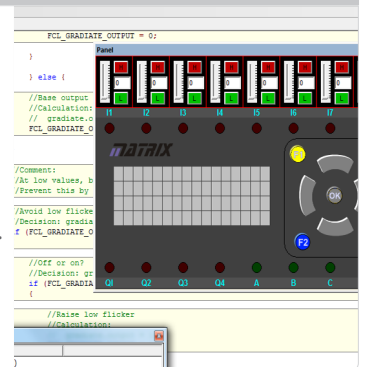 FCL_GRADIATE_OUTPUT = 0;
}
} else {
//Base output
//Calculation:
// gradiate.o
FCL_GRADIATE_O
/Comment:
/At low values, b
/Prevent this by
/Avoid low flicke
/Decision: gradia
f (FCL_GRADIATE_O
//Off or on?
//Decision: gr
if (FCL_GRADIA
{
//Raise low flicker
//Calculation:
)
Panel
H H H H H H H
0 0 0 0 0 0 0
L L L L L L L
I1 I2 I3 I4 I5 I6 I7
MATRIX
F1
OK
F2
Q1 Q2 Q3 Q4 A B C